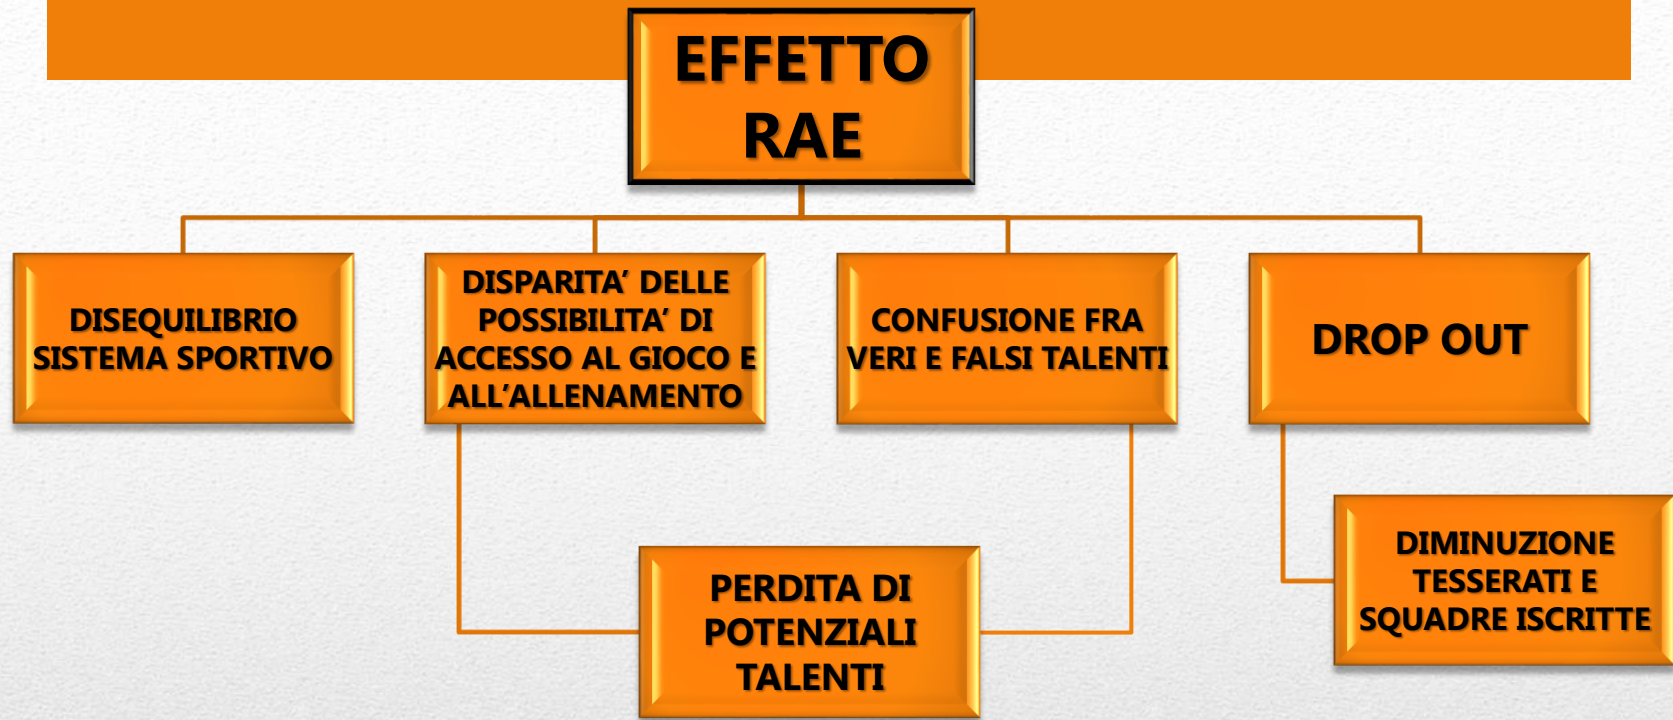 EFFETTO
RAE
DISEQUILIBRIO
SISTEMA SPORTIVO
DISPARITA’ DELLE
POSSIBILITA’ DI
ACCESSO AL GIOCO E
ALL’ALLENAMENTO
CONFUSIONE FRA
VERI E FALSI TALENTI
DROP OUT
PERDITA DI
POTENZIALI
TALENTI
DIMINUZIONE
TESSERATI E
SQUADRE ISCRITTE